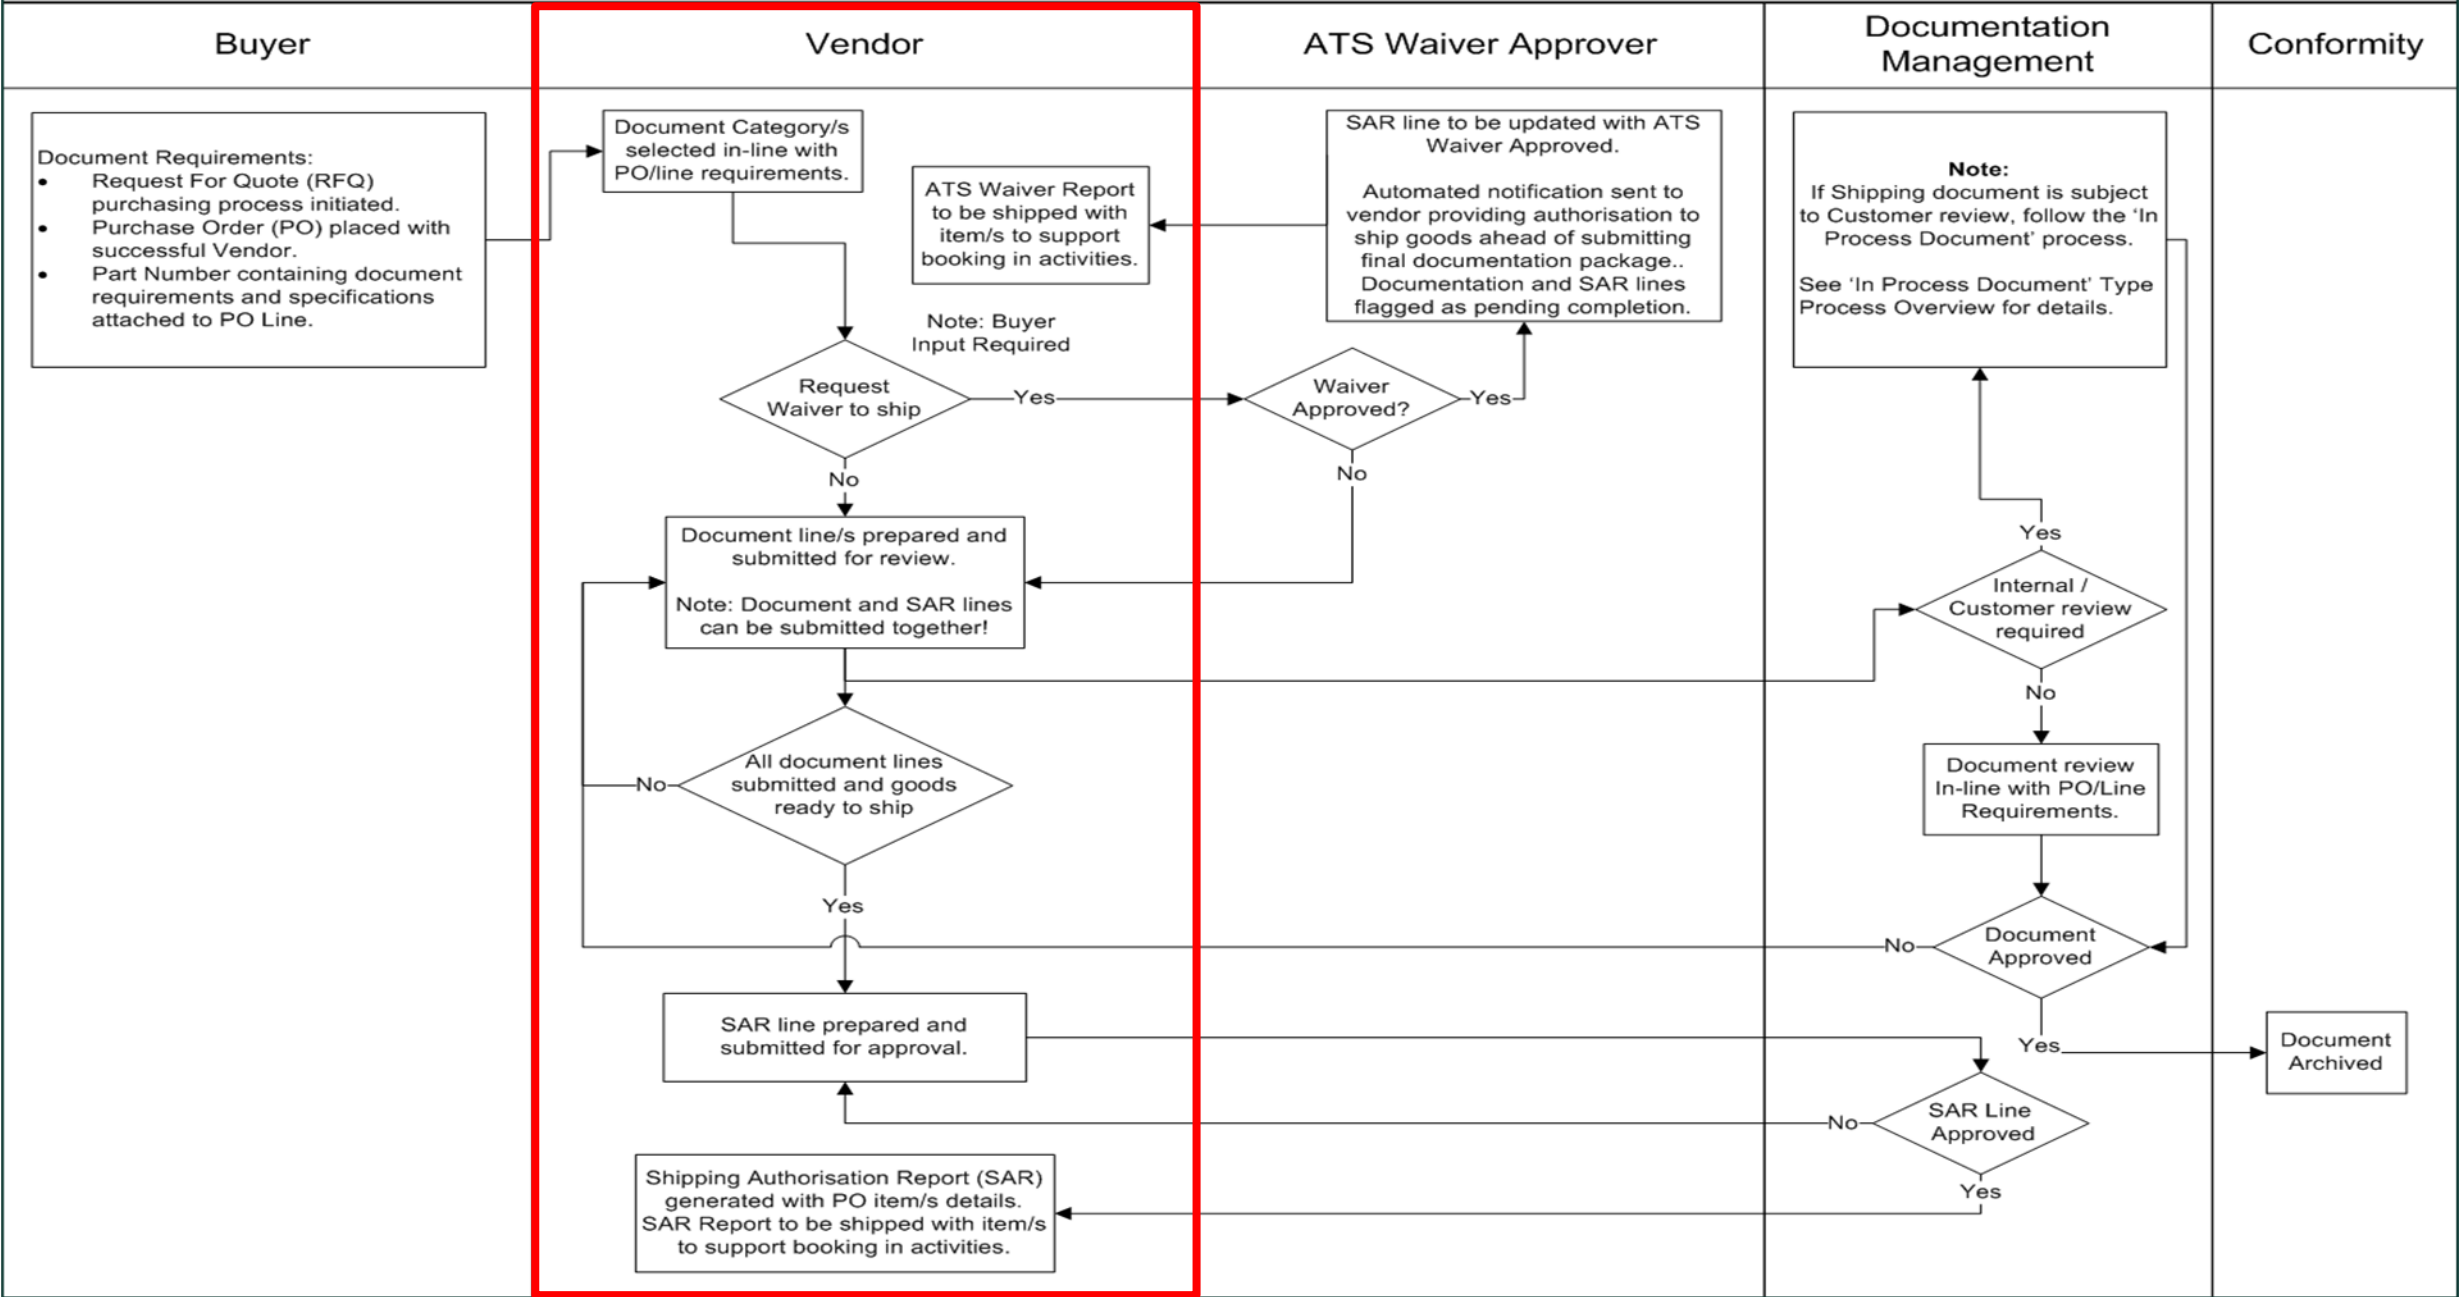 Buyer
Vendor
ATS Waiver Approver
Documentation
Management
Conformity
Document Requirements:
• Request For Quote (RFQ)
purchasing process initiated.
• Purchase Order (PO) placed with
successful Vendor.
• Part Number containing document
requirements and specifications
attached to PO Line.
Document Category/s
selected in-line with
PO/line requirements.
ATS Waiver Report
to be shipped with
item/s to support
booking in activities.
Note: Buyer
Input Required
Request
Waiver to ship
Yes
No
Document line/s prepared and
submitted for review.
Note: Document and SAR lines
can be submitted together!
All document lines
submitted and goods
ready to ship
No
Yes
SAR line prepared and
submitted for approval.
Shipping Authorisation Report (SAR)
generated with PO item/s details.
SAR Report to be shipped with item/s
to support booking in activities.
SAR line to be updated with ATS
Waiver Approved.
Automated notification sent to
vendor providing authorisation to
ship goods ahead of submitting
final documentation package..
Documentation and SAR lines
flagged as pending completion.
Waiver
Approved?
Yes
No
Note:
If Shipping document is subject
to Customer review, follow the ‘In
Process Document’ process.
See ‘In Process Document’ Type
Process Overview for details.
Yes
Internal /
Customer review
required
No
Document review
In-line with PO/Line
Requirements.
Document
Approved
No
Yes
SAR Line
Approved
No
Yes
Document
Archived